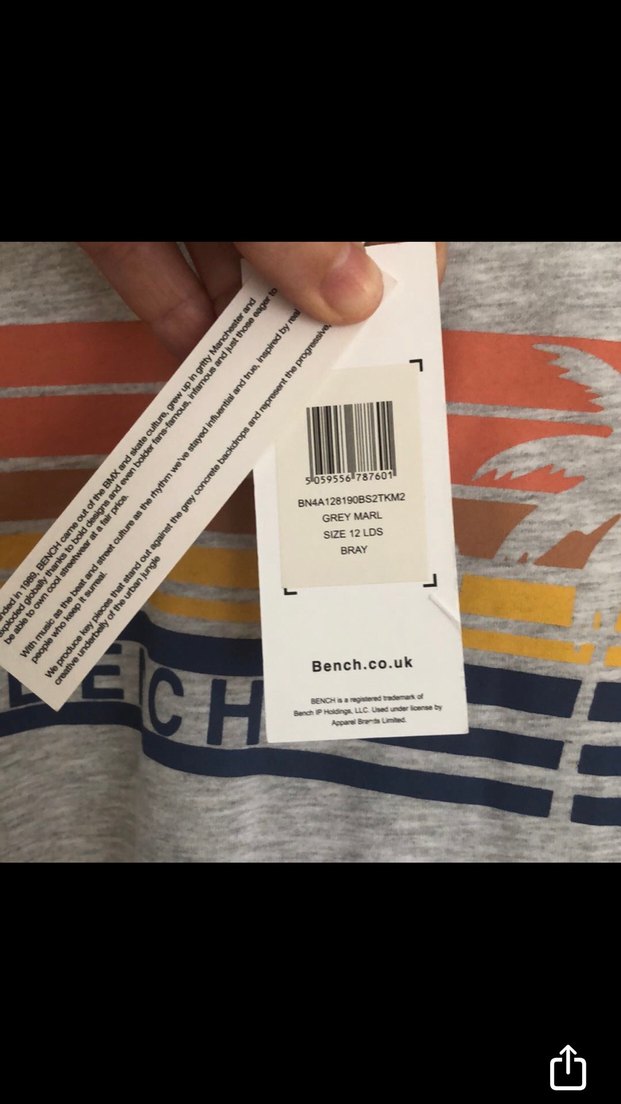 nded in 1989, BENCH came out of the BMX and skate culture, grew up in gritty Manchester and
exploded globally thanks to bold designs and even bolder fans-famous, infamous and just those eager to
be able to own cool streetwear at a fair price.
With music as the beat and street culture as the rhythm we've stayed influential and true, inspired by real
people who keep it surreal.
We produce key pieces that stand out against the grey concrete backdrops and represent the progressive,
creative underbelly of the urban jungle
5 059556 787601
BN4A128190BS2TKM2
GREY MARL
SIZE 12 LDS
BRAY
Bench.co.uk
BENCH is a registered trademark of
Bench IP Holdings, LLC. Used under license by
Apparel Brands Limited.
ENCH